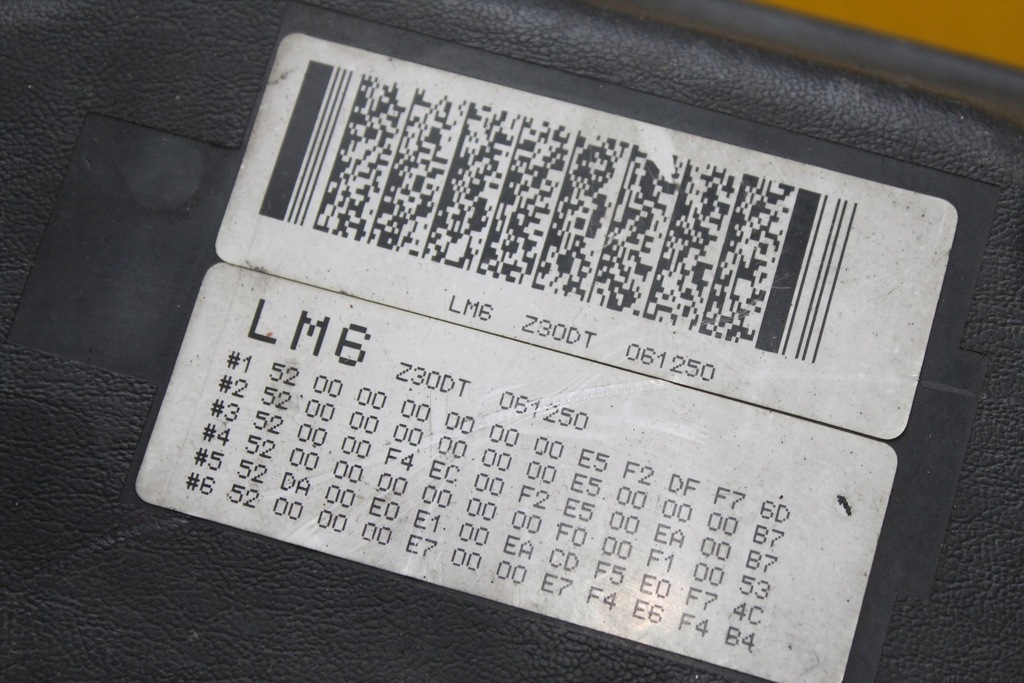 LM6 Z30DT 061250
LM6 Z30DT 061250
#1 52 00 00 00 00 00 00 E5 F2 DF F7 6D
#2 52 00 00 00 00 00 00 E5 00 00 00 B7
#3 52 00 00 F4 EC 00 F2 E5 00 EA 00 B7
#4 52 00 00 00 00 00 00 F0 00 F1 00 53
#5 52 DA 00 E0 E1 00 EA CD F5 E0 F7 4C
#6 52 00 00 00 E7 00 00 E7 F4 E6 F4 B4